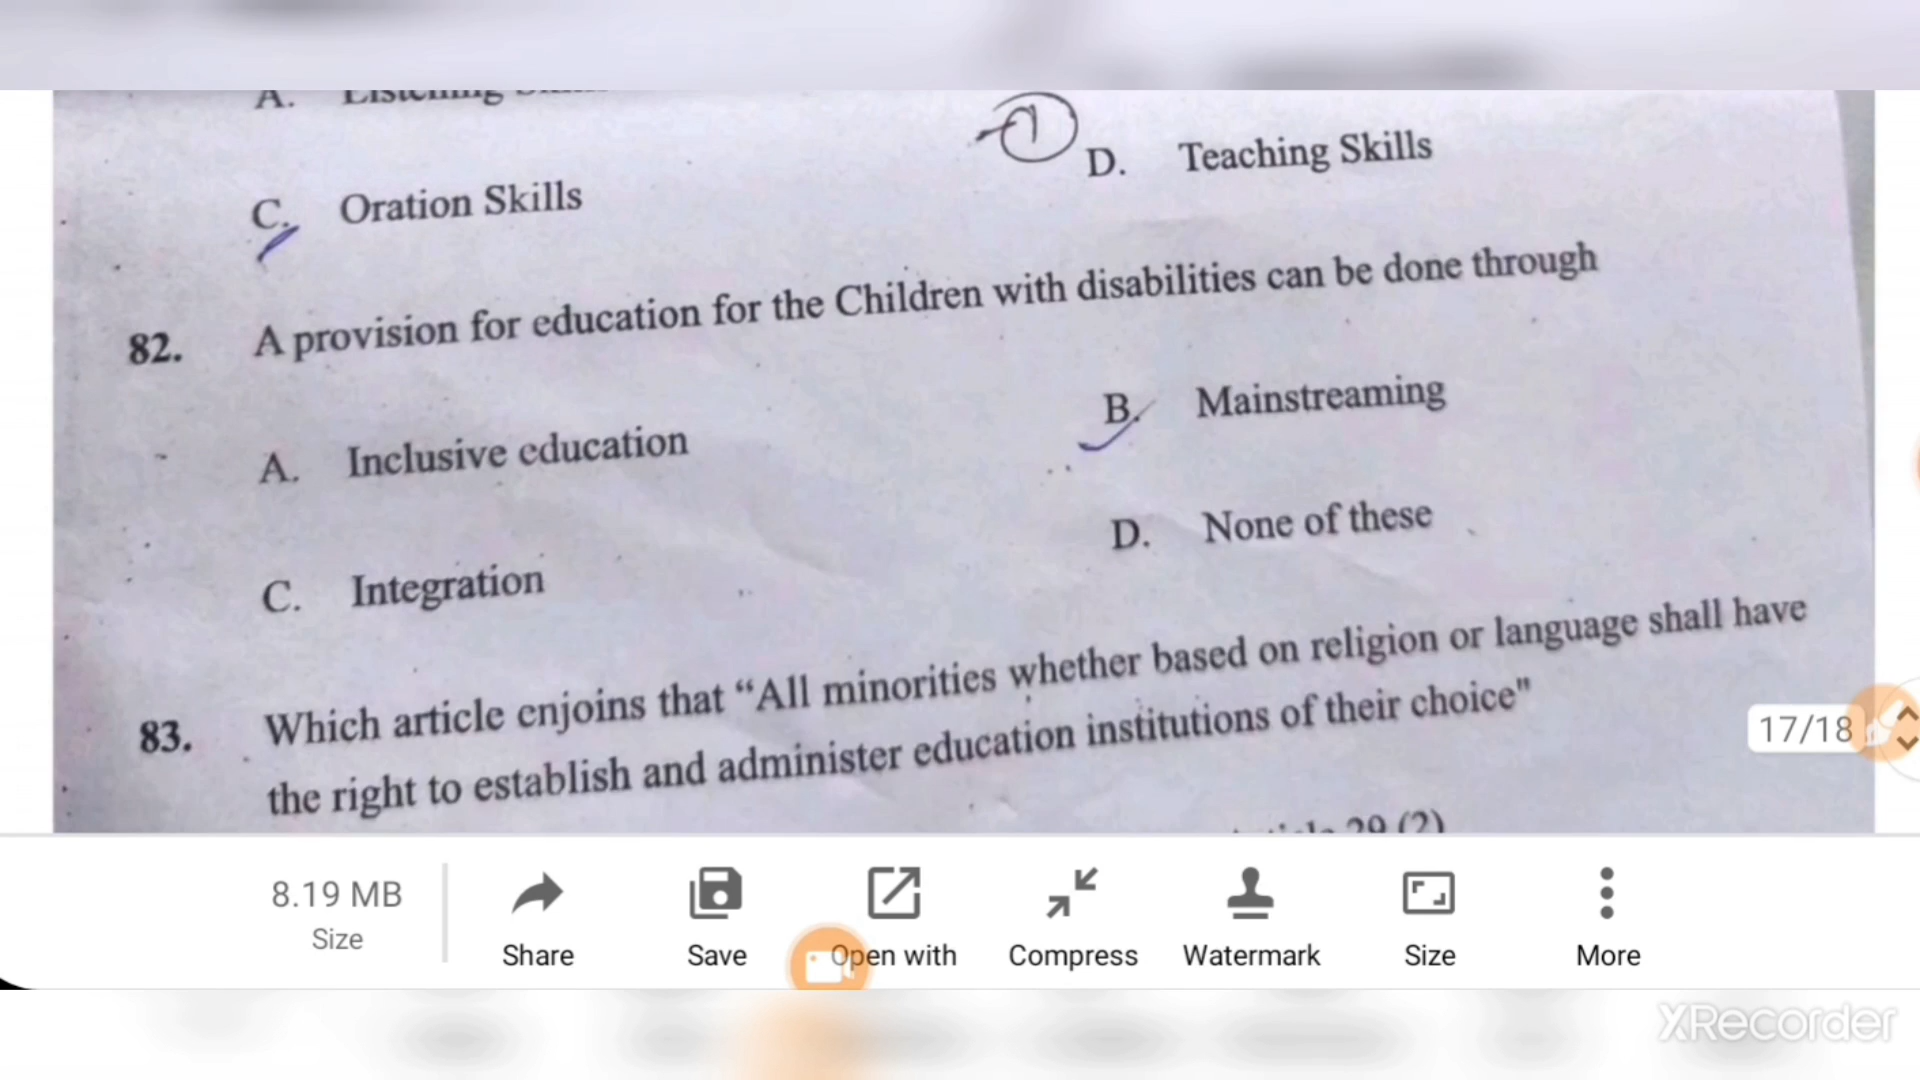 A. Listening
C. Oration Skills
D. Teaching Skills
82. A provision for education for the Children with disabilities can be done through
A. Inclusive education
B. Mainstreaming
C. Integration
D. None of these
83. Which article enjoins that “All minorities whether based on religion or language shall have
the right to establish and administer education institutions of their choice"
29 (2)
17/18
8.19 MB
Size
Share
Save
Open with
Compress
Watermark
Size
More
XRecorder